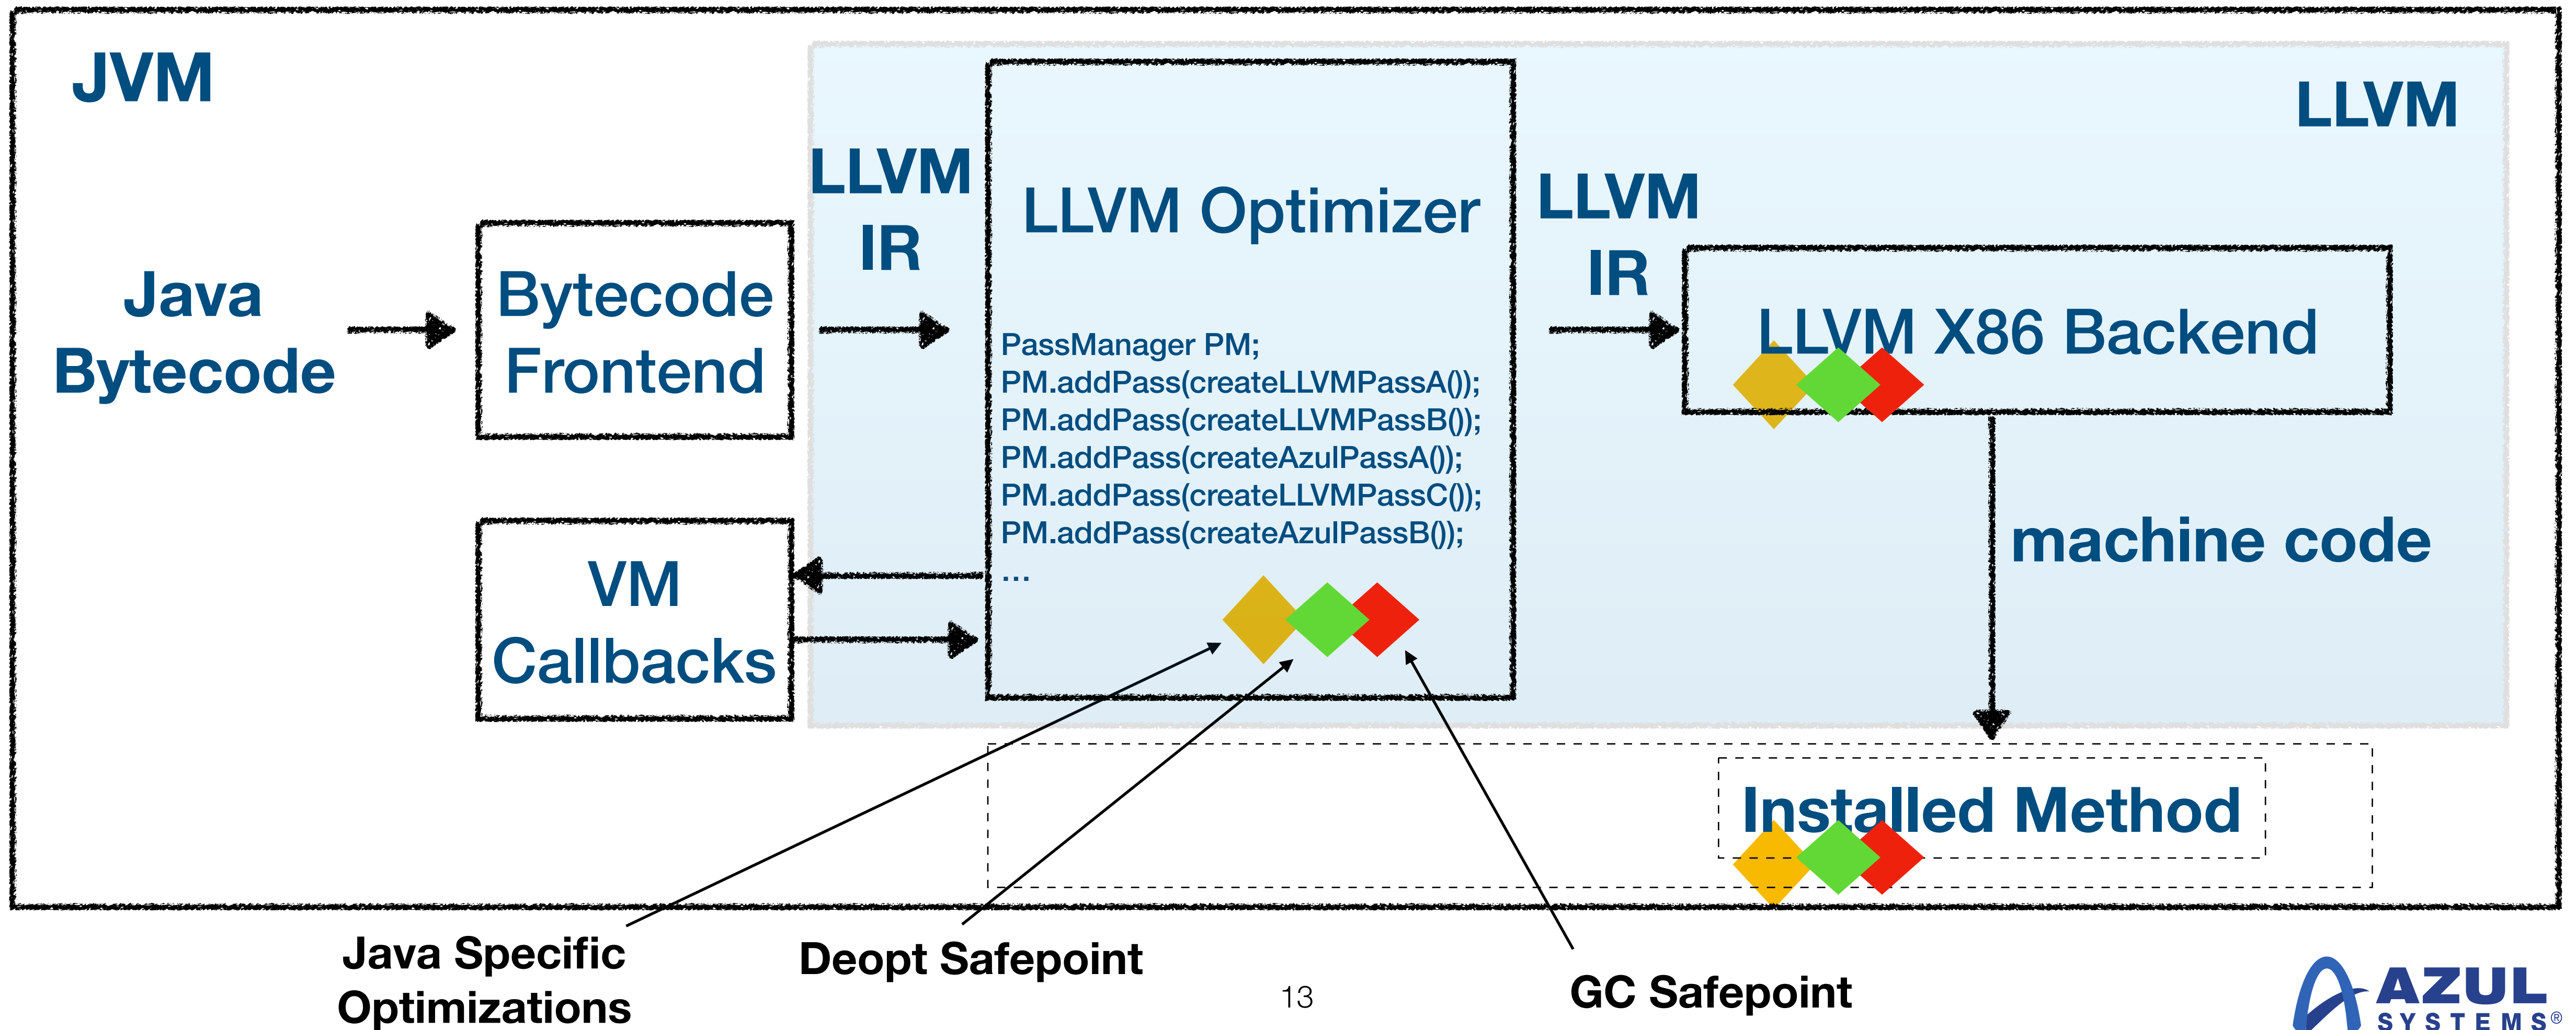 JVM
LLVM
Java
Bytecode
Bytecode
Frontend
LLVM
IR
LLVM Optimizer
PassManager PM;
PM.addPass(createLLVMPassA());
PM.addPass(createLLVMPassB());
PM.addPass(createAzulPassA());
PM.addPass(createLLVMPassC());
PM.addPass(createAzulPassB());
...
LLVM
IR
LLVM X86 Backend
VM
Callbacks
machine code
Installed Method
Java Specific
Optimizations
Deopt Safepoint
GC Safepoint
13
AZUL
SYSTEMS®